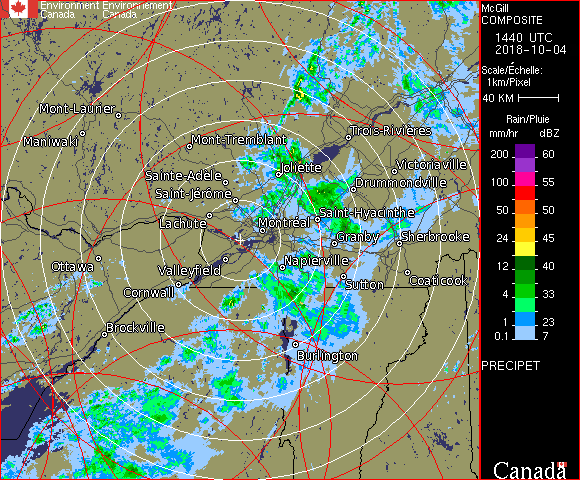 Environment Environnement
Canada Canada
McGill
COMPOSITE
1440 UTC
2018-10-04
Scale/Échelle:
1km/Pixel
40 KM
Rain/Pluie
mm/hr dBZ
200 60
100 55
50 50
24 45
12 40
4 33
1 23
0.1 7
PRECIPET
Canada
Mont-Laurier
Maniwaki
Mont-Tremblant
Trois-Rivières
Joliette
Victoriaville
Sainte-Adèle
Drummondville
Saint-Jérôme
Saint-Hyacinthe
Lachute
Montréal
Granby
Sherbrooke
Ottawa
Valleyfield
Napierville
Coaticook
Cornwall
Sutton
Brockville
Burlington